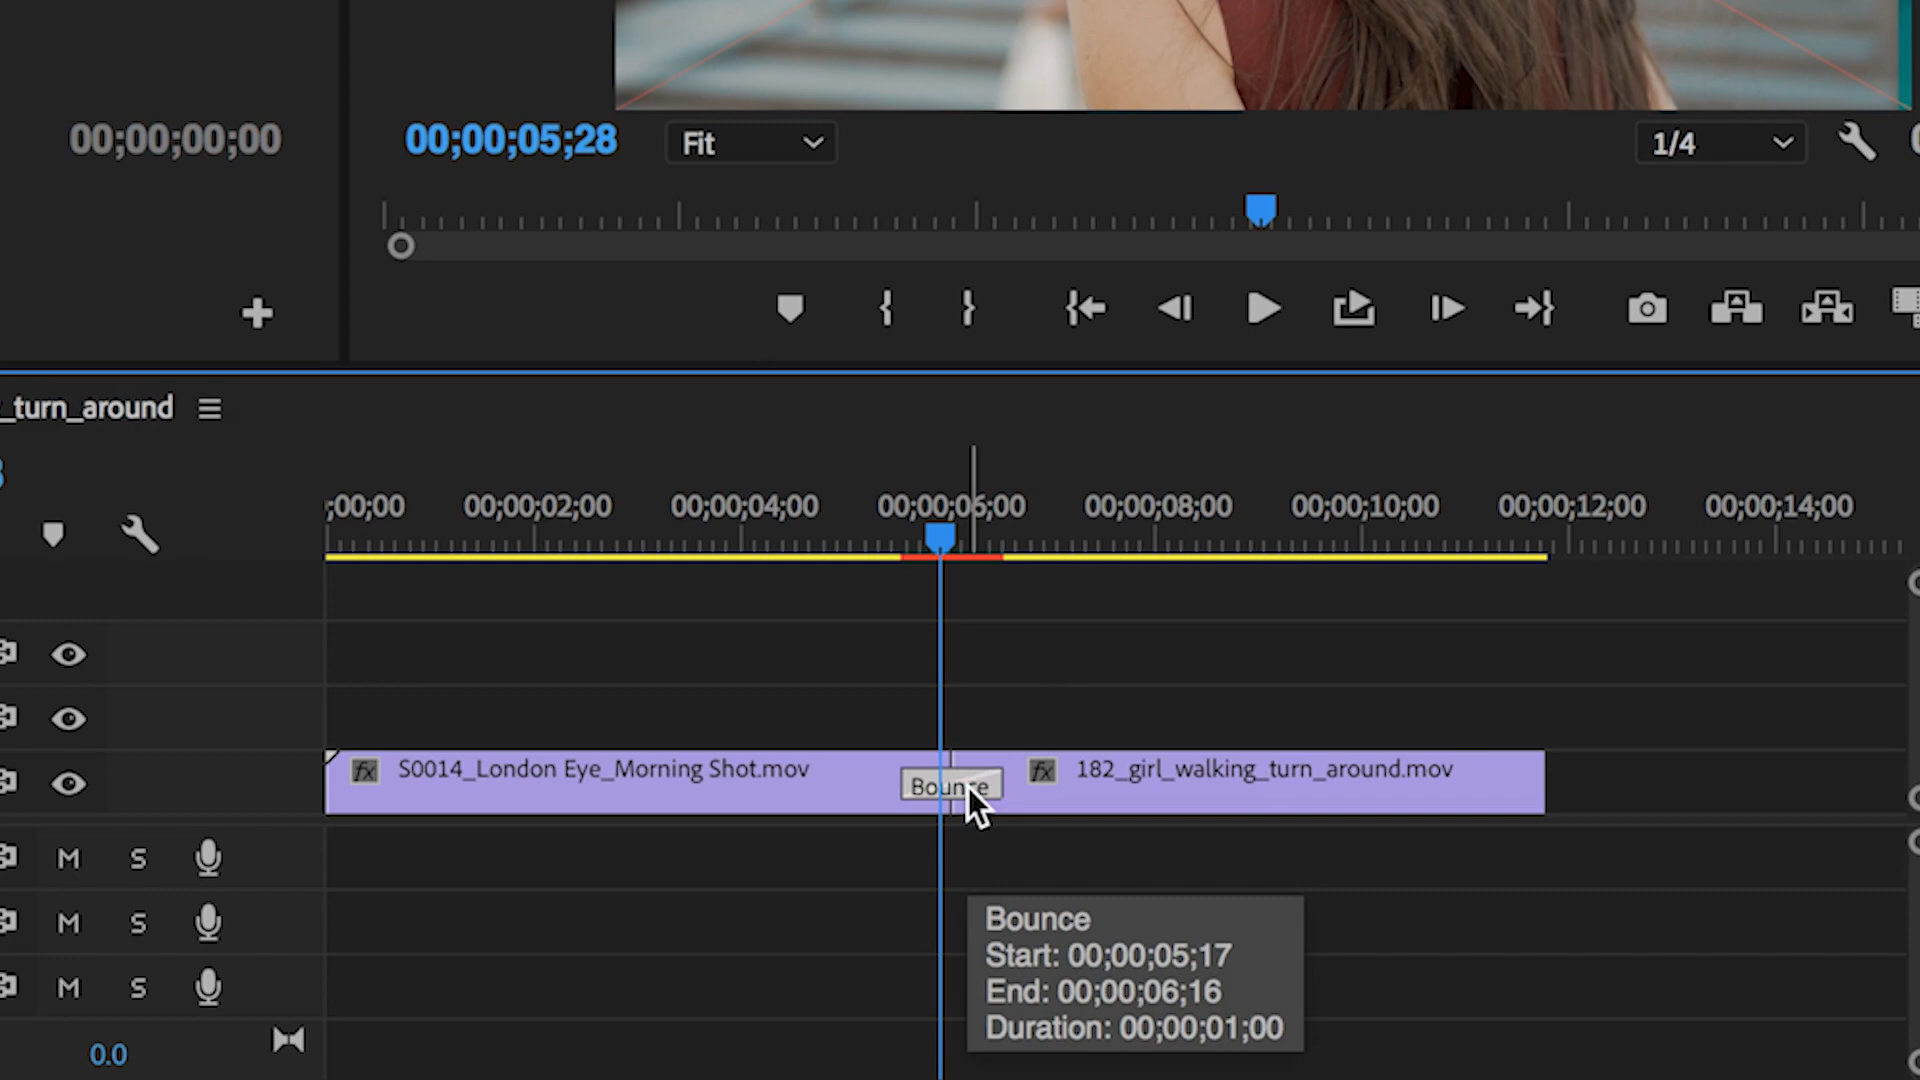 00;00;00;00
00;00;05;28
Fit
1/4
_turn_around
;00;00
00;00;02;00
00;00;04;00
00;00;06;00
00;00;08;00
00;00;10;00
00;00;12;00
00;00;14;00
fx S0014_London Eye_Morning Shot.mov
Bounce
fx 182_girl_walking_turn_around.mov
M S
M S
M S
Bounce
Start: 00;00;05;17
End: 00;00;06;16
Duration: 00;00;01;00
0.0